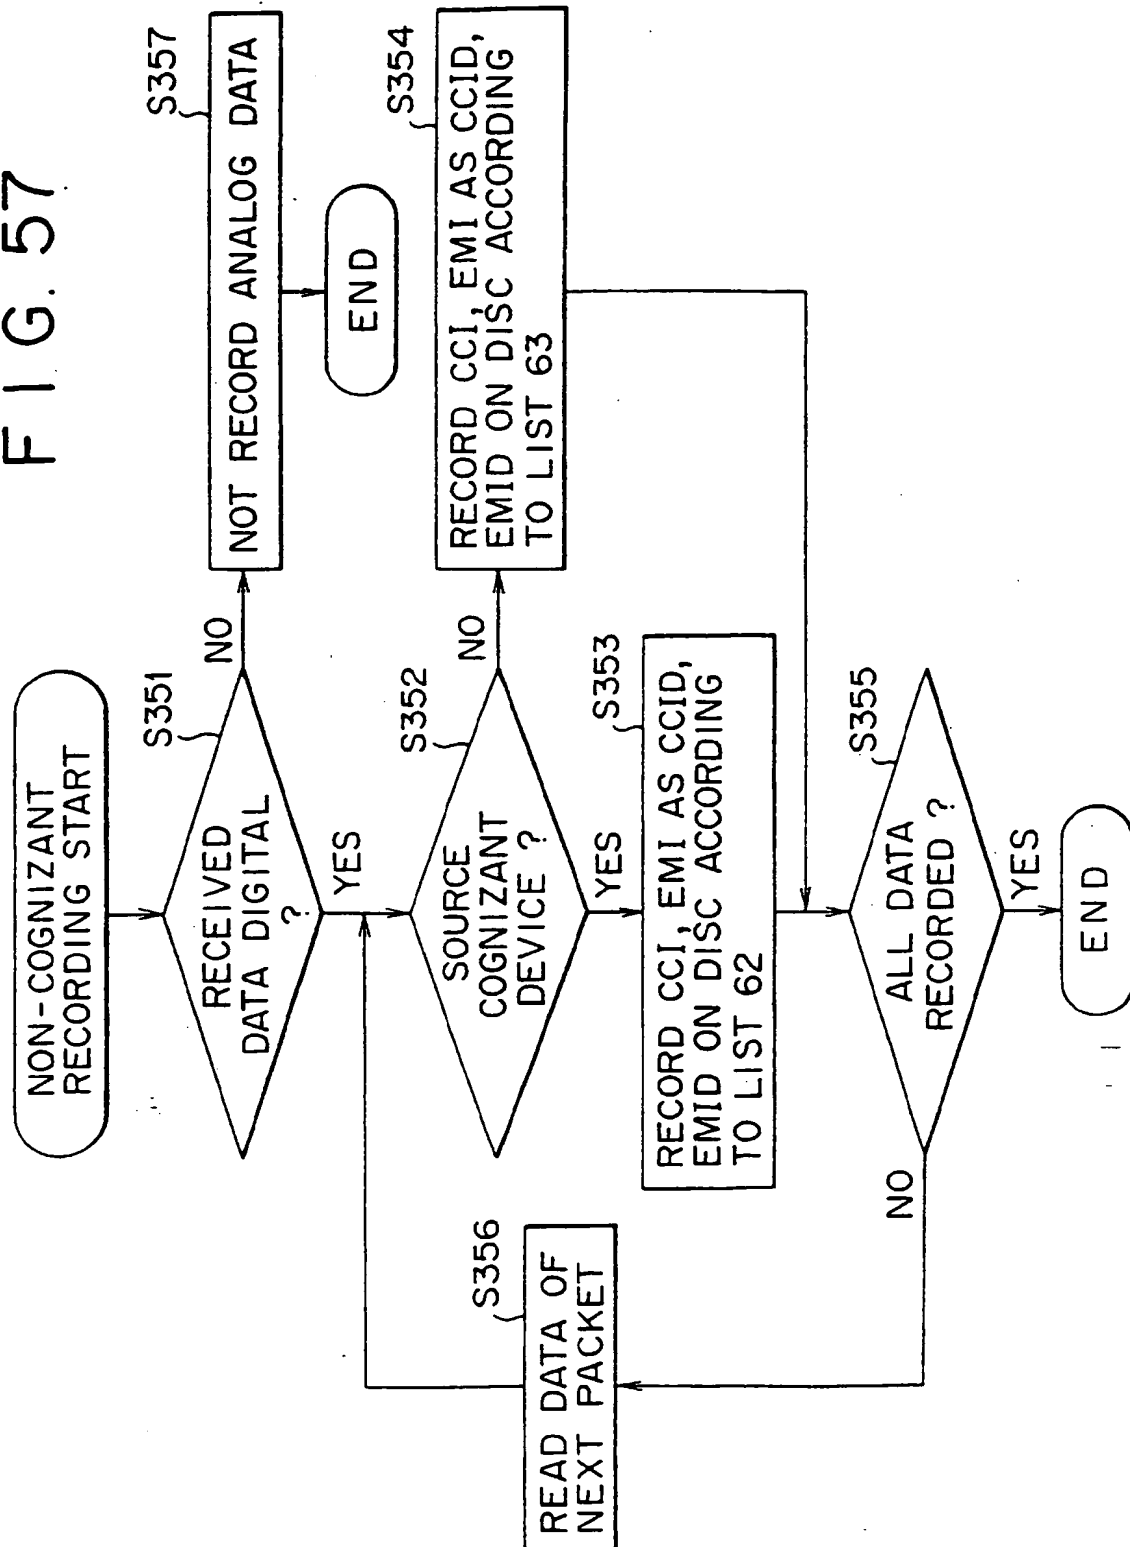 FIG. 57
NON-COGNIZANT
RECORDING START
S351
RECEIVED
DATA DIGITAL
?
NO
S357
NOT RECORD ANALOG DATA
END
YES
S352
SOURCE
COGNIZANT
DEVICE ?
NO
S354
RECORD CCI, EMI AS CCID,
EMID ON DISC ACCORDING
TO LIST 63
YES
S353
RECORD CCI, EMI AS CCID,
EMID ON DISC ACCORDING
TO LIST 62
S356
READ DATA OF
NEXT PACKET
S355
ALL DATA
RECORDED ?
NO
YES
END